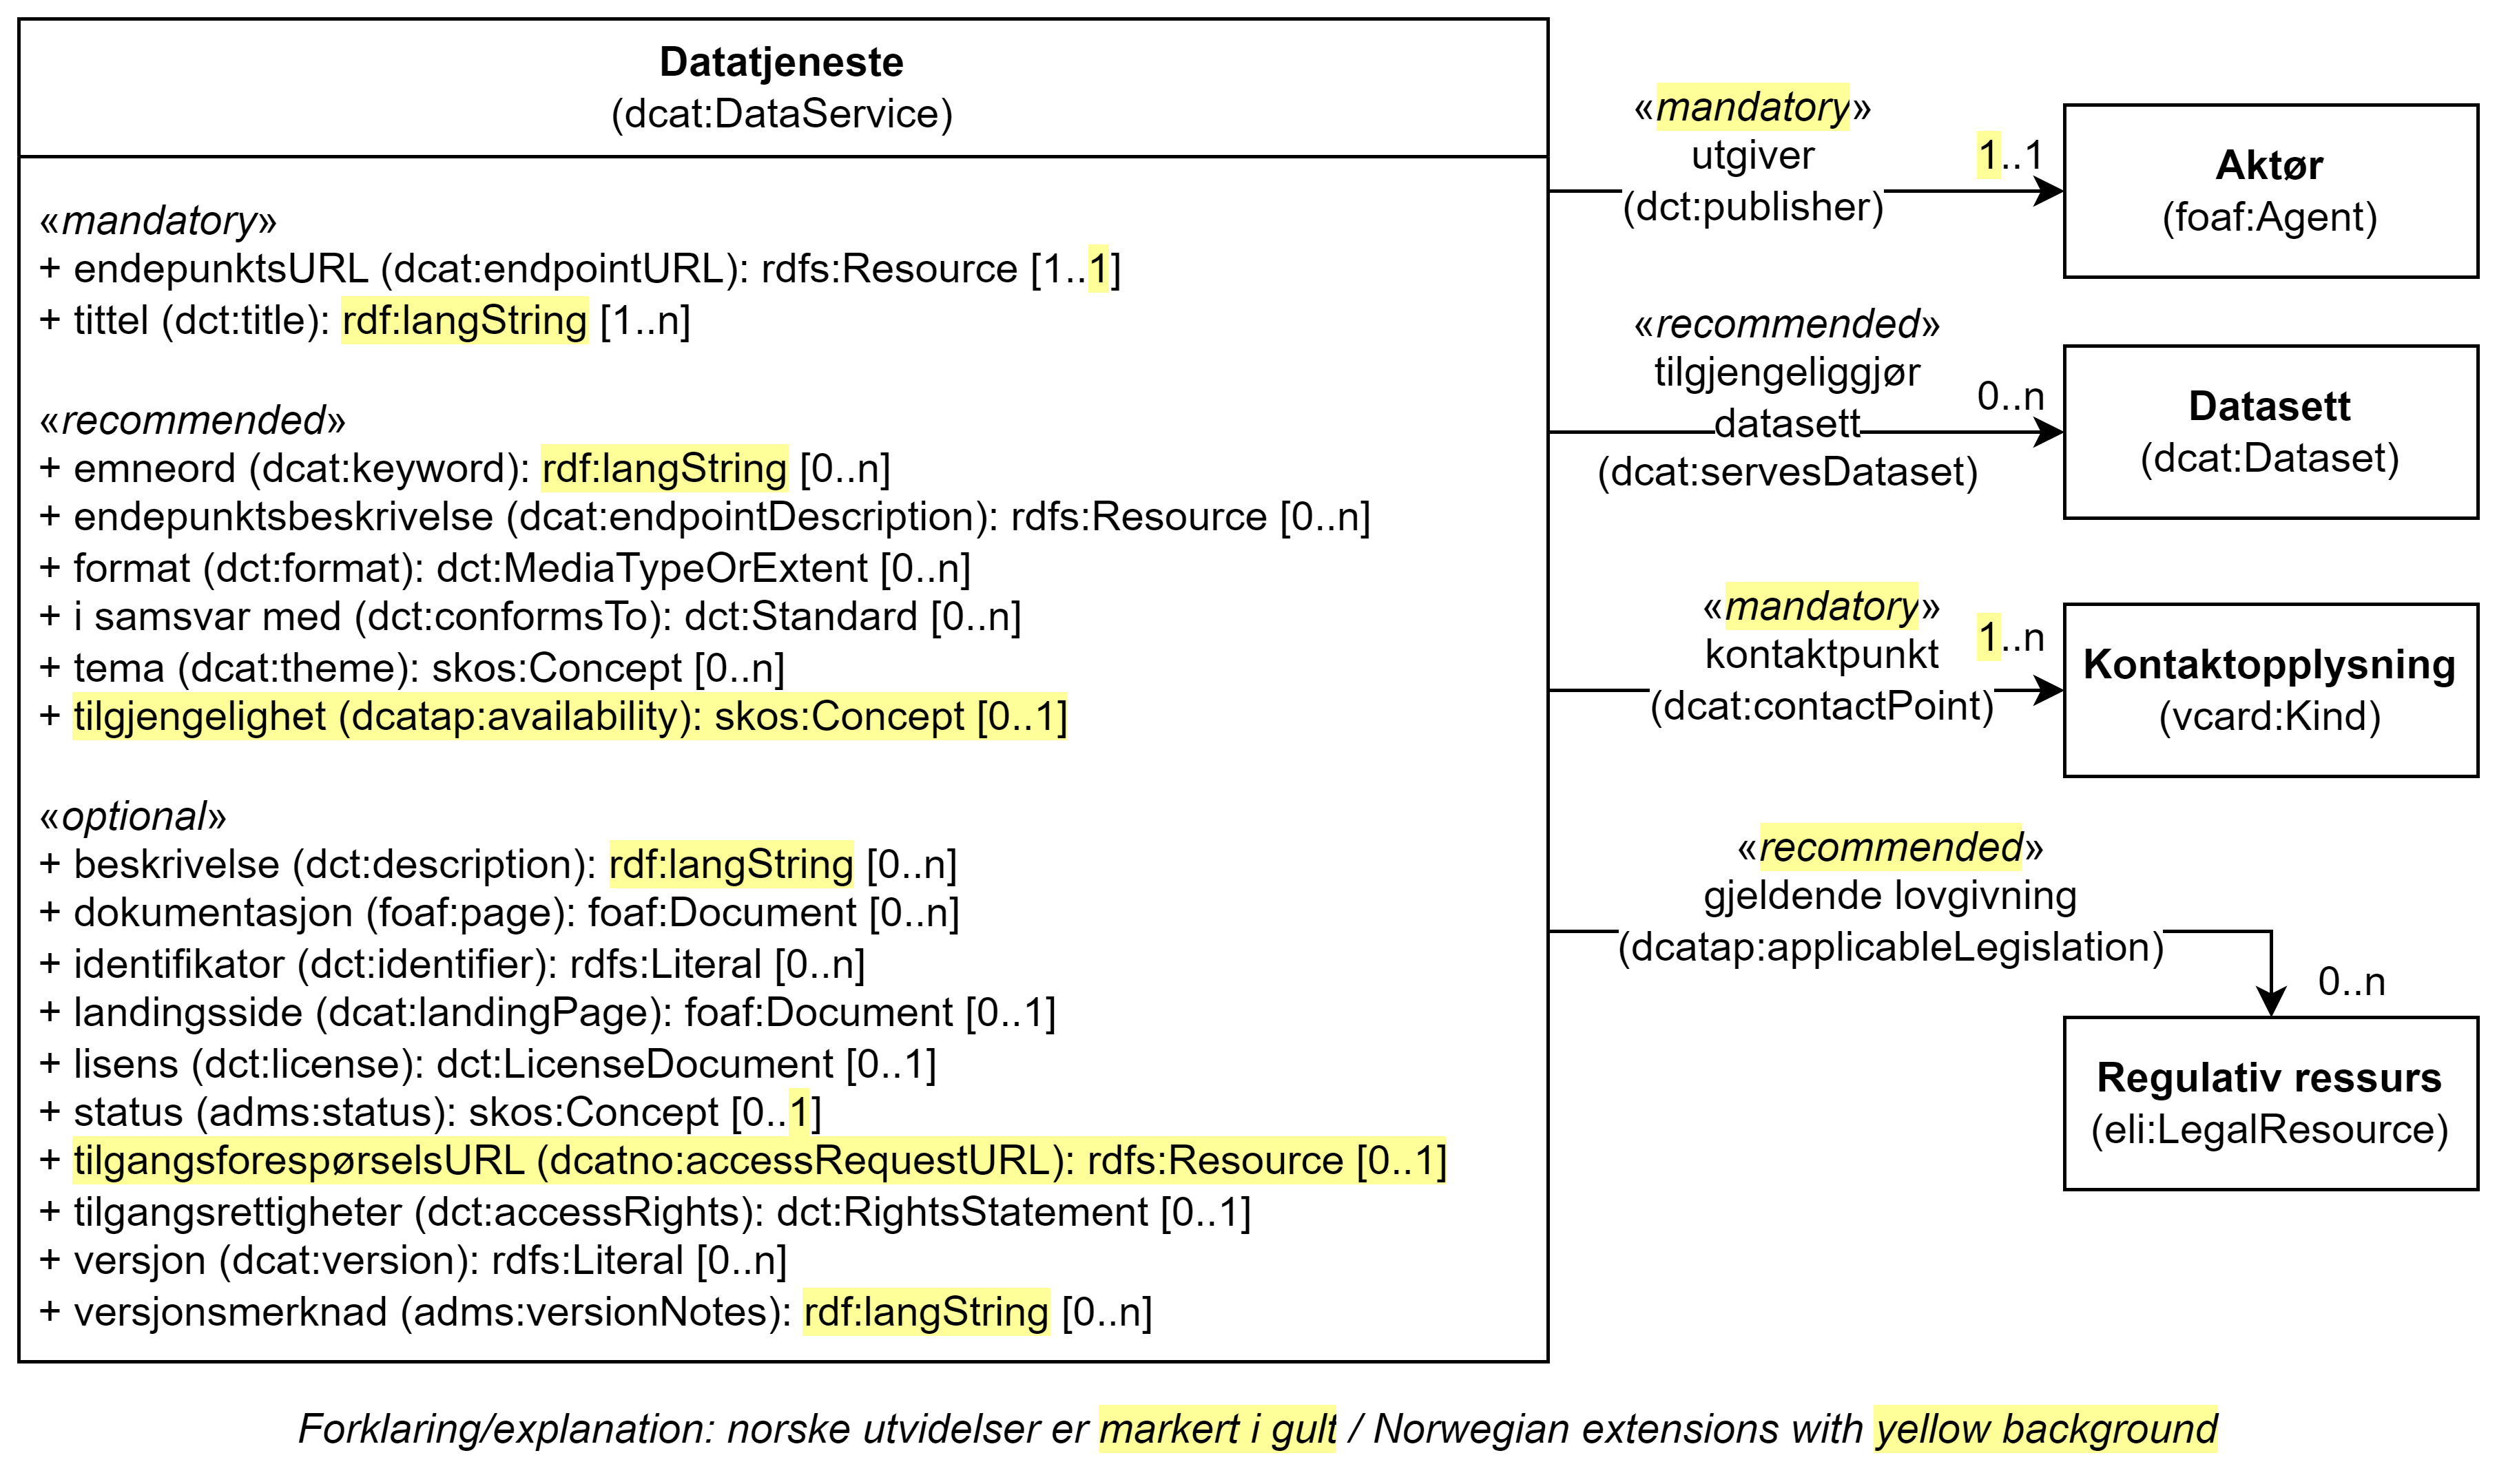 Datatjeneste
(dcat:DataService)
«mandatory»
+ endepunktsURL (dcat:endpointURL): rdfs:Resource [1..1]
+ tittel (dct:title): rdf:langString [1..n]
«recommended»
+ emneord (dcat:keyword): rdf:langString [0..n]
+ endepunktsbeskrivelse (dcat:endpointDescription): rdfs:Resource [0..n]
+ format (dct:format): dct:MediaTypeOrExtent [0..n]
+ i samsvar med (dct:conformsTo): dct:Standard [0..n]
+ tema (dcat:theme): skos:Concept [0..n]
+ tilgjengelighet (dcatap:availability): skos:Concept [0..1]
«optional»
+ beskrivelse (dct:description): rdf:langString [0..n]
+ dokumentasjon (foaf:page): foaf:Document [0..n]
+ identifikator (dct:identifier): rdfs:Literal [0..n]
+ landingsside (dcat:landingPage): foaf:Document [0..1]
+ lisens (dct:license): dct:LicenseDocument [0..1]
+ status (adms:status): skos:Concept [0..1]
+ tilgangsforespørselsURL (dcatno:accessRequestURL): rdfs:Resource [0..1]
+ tilgangsrettigheter (dct:accessRights): dct:RightsStatement [0..1]
+ versjon (dcat:version): rdfs:Literal [0..n]
+ versjonsmerknad (adms:versionNotes): rdf:langString [0..n]
«mandatory»
utgiver
(dct:publisher)
1..1
Aktør
(foaf:Agent)
«recommended»
tilgjengeliggjør
datasett
(dcat:servesDataset)
0..n
Datasett
(dcat:Dataset)
«mandatory»
kontaktpunkt
(dcat:contactPoint)
1..n
Kontaktopplysning
(vcard:Kind)
«recommended»
gjeldende lovgivning
(dcatap:applicableLegislation)
0..n
Regulativ ressurs
(eli:LegalResource)
Forklaring/explanation: norske utvidelser er markert i gult / Norwegian extensions with yellow background